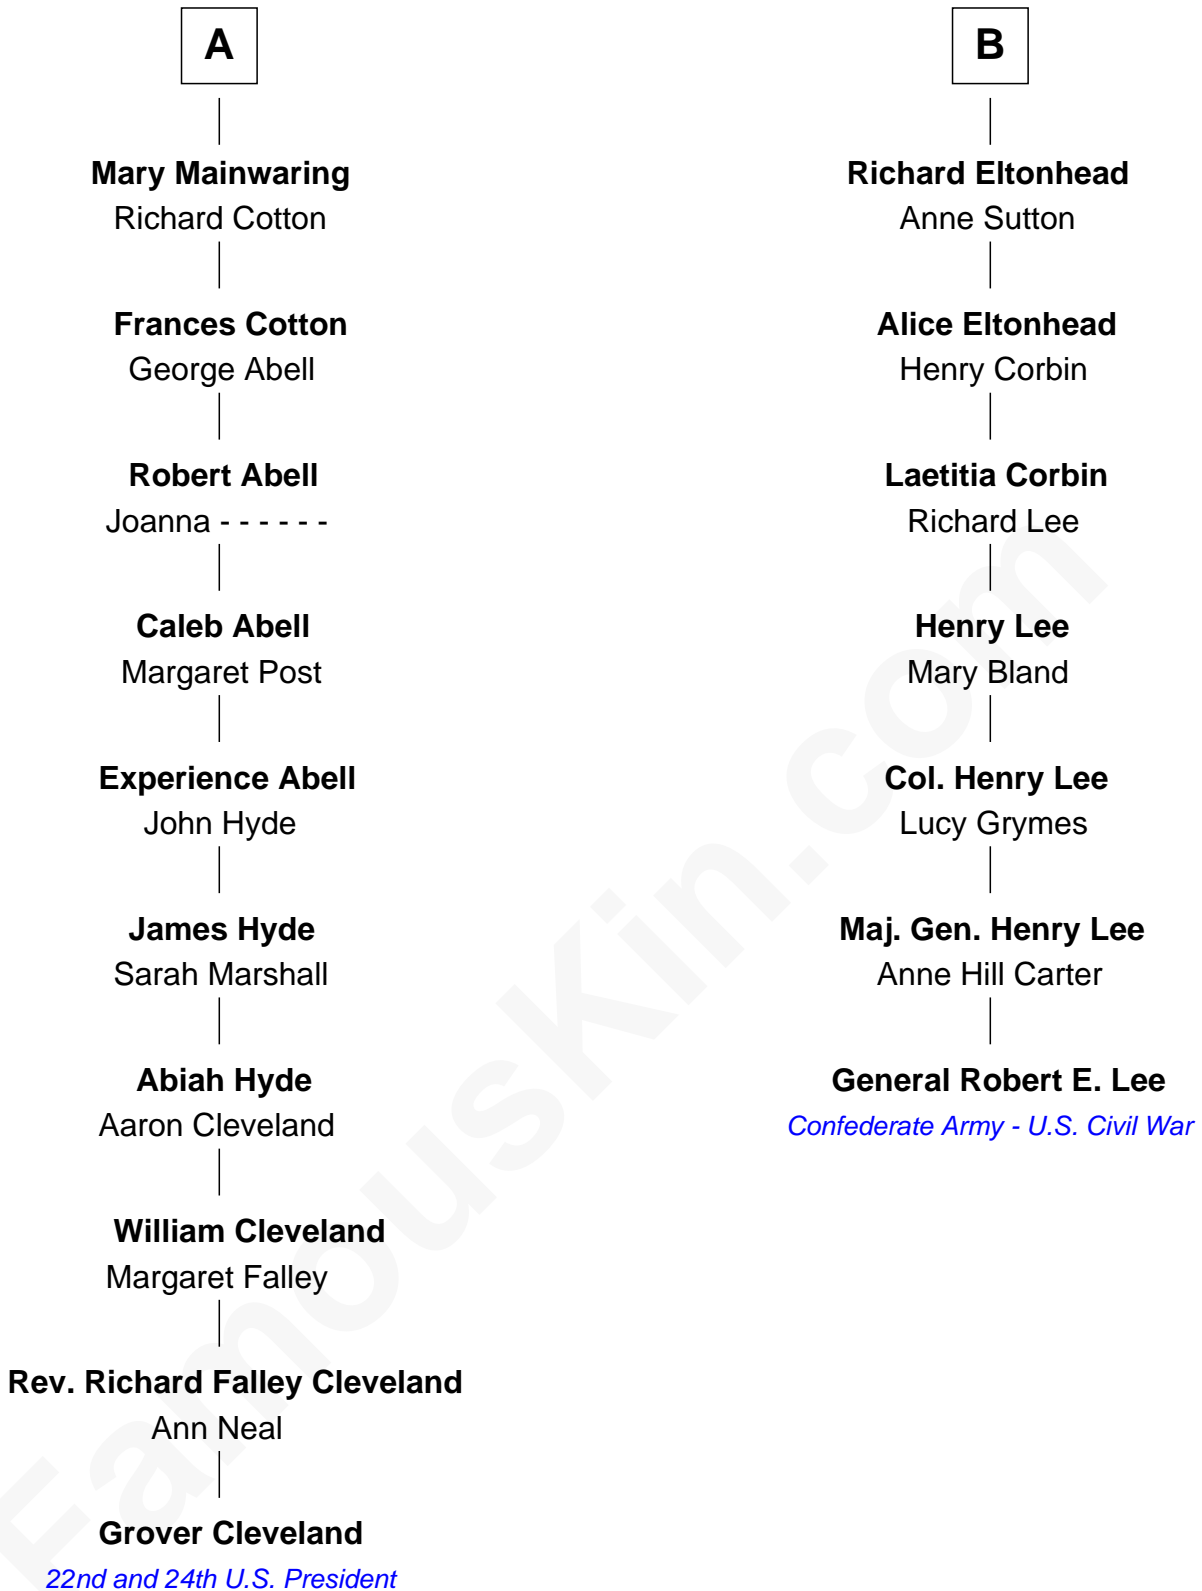 A
Mary Mainwaring
Richard Cotton
Frances Cotton
George Abell
Robert Abell
Joanna - - - - - -
Caleb Abell
Margaret Post
Experience Abell
John Hyde
James Hyde
Sarah Marshall
Abiah Hyde
Aaron Cleveland
William Cleveland
Margaret Falley
Rev. Richard Falley Cleveland
Ann Neal
Grover Cleveland
22nd and 24th U.S. President
B
Richard Eltonhead
Anne Sutton
Alice Eltonhead
Henry Corbin
Laetitia Corbin
Richard Lee
Henry Lee
Mary Bland
Col. Henry Lee
Lucy Grymes
Maj. Gen. Henry Lee
Anne Hill Carter
General Robert E. Lee
Confederate Army - U.S. Civil War
FamousKin.com